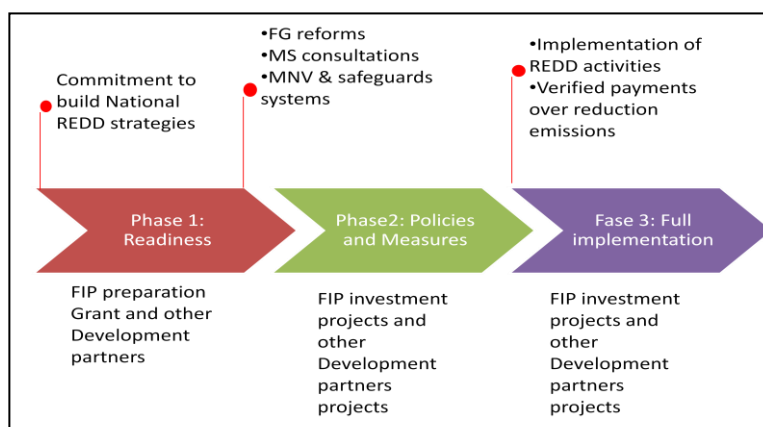 Commitment to
build National
REDD strategies
•FG reforms
•MS consultations
•MNV & safeguards
systems
•Implementation of
REDD activities
•Verified payments
over reduction
emissions
Phase 1:
Readiness
Phase2: Policies
and Measures
Fase 3: Full
implementation
FIP preparation
Grant and other
Development
partners
FIP investment
projects and
other
Development
partners
projects
FIP investment
projects and
other
Development
partners
projects